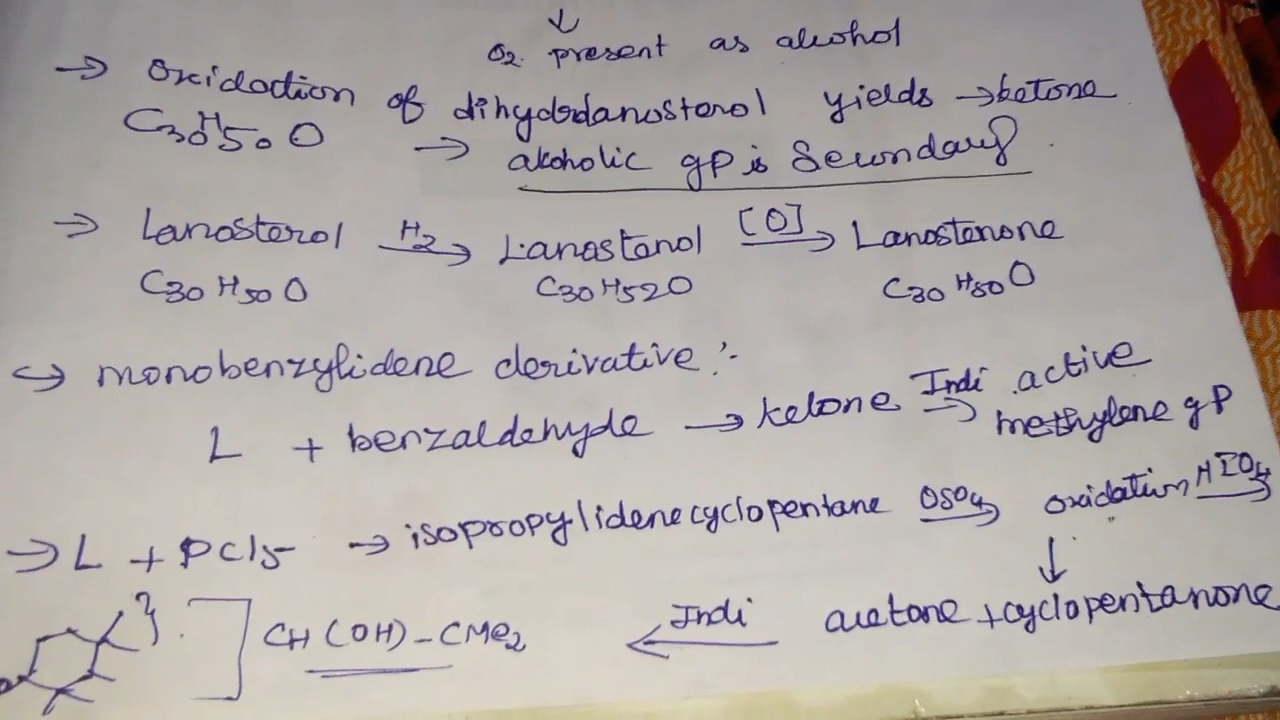 ↓
O2 present as alcohol
→ Oxidation of dihydrolanosterol yields → ketone
C30H50O → alcoholic gp is Secondary
→ Lanosterol H2→ Lanastanol [O]→ Lanostanone
C30H50O C30H52O C30H50O
↪ monobenzylidene derivative :-
L + benzaldehyde → ketone Indi→ active methylene gp
→ L + PCl5 → isopropylidenecyclopentane OsO4→ oxidation HIO4→
↓
CH(OH)-CMe2 ←Indi acetone + cyclopentanone